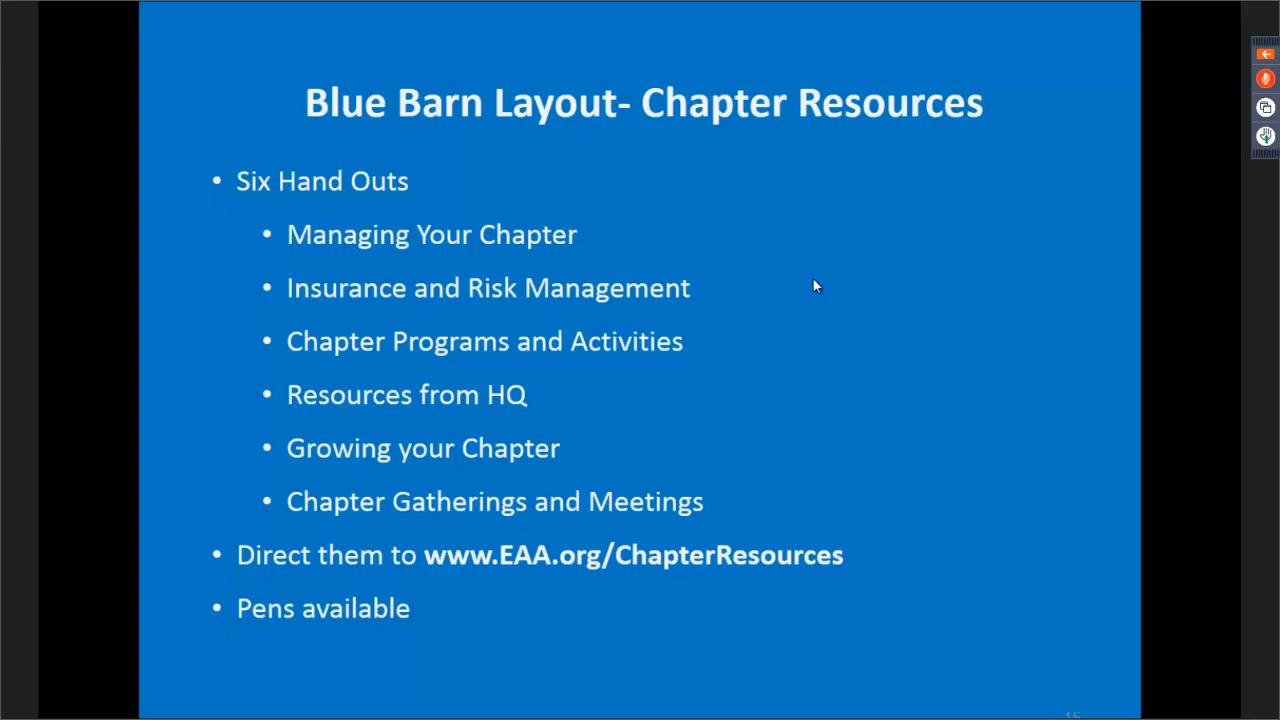 Blue Barn Layout- Chapter Resources
• Six Hand Outs
• Managing Your Chapter
• Insurance and Risk Management
• Chapter Programs and Activities
• Resources from HQ
• Growing your Chapter
• Chapter Gatherings and Meetings
• Direct them to www.EAA.org/ChapterResources
• Pens available